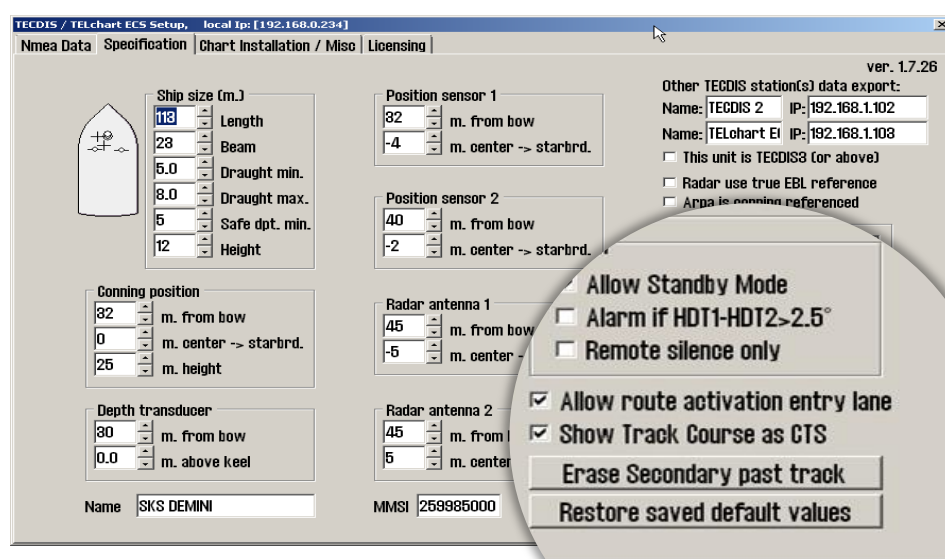 TECDIS / TELchart ECS Setup, local Ip: [192.168.0.234]
Nmea Data Specification Chart Installation / Misc Licensing
ver. 1.7.26
Ship size (m.)
113 Length
23 Beam
5.0 Draught min.
8.0 Draught max.
5 Safe dpt. min.
12 Height
Position sensor 1
32 m. from bow
-4 m. center -> starbrd.
Position sensor 2
40 m. from bow
-2 m. center -> starbrd.
Other TECDIS station(s) data export:
Name: TECDIS 2 IP: 192.168.1.102
Name: TELchart IP: 192.168.1.103
This unit is TECDIS3 (or above)
Radar use true EBL reference
Arpa is conning referenced
Conning position
32 m. from bow
0 m. center -> starbrd.
25 m. height
Radar antenna 1
45 m. from bow
-5 m. center -
Depth transducer
30 m. from bow
0.0 m. above keel
Radar antenna 2
45 m. from
5 m. center
Name SKS DEMINI
MMSI 259985000
Allow Standby Mode
Alarm if HDT1-HDT2>2.5°
Remote silence only
Allow route activation entry lane
Show Track Course as CTS
Erase Secondary past track
Restore saved default values